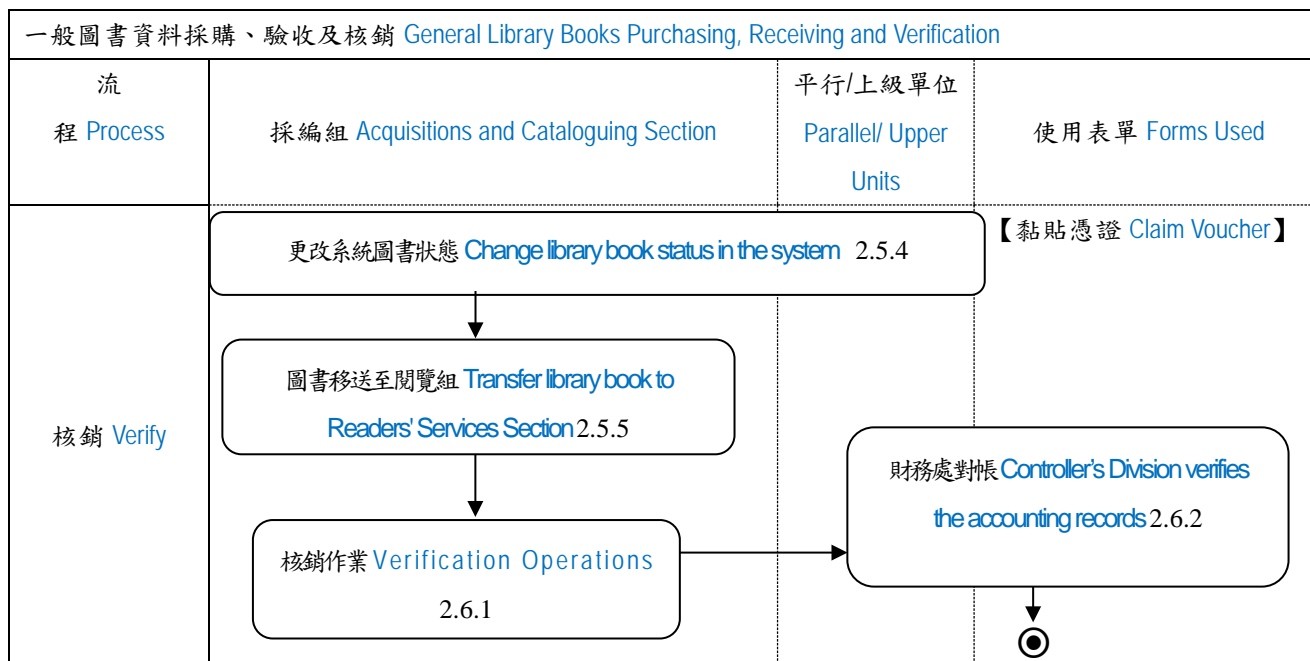 一般圖書資料採購、驗收及核銷 General Library Books Purchasing, Receiving and Verification
流
程 Process
採編組 Acquisitions and Cataloguing Section
平行/上級單位
Parallel/ Upper
Units
使用表單 Forms Used
核銷 Verify
更改系統圖書狀態 Change library book status in the system 2.5.4
【黏貼憑證 Claim Voucher】
圖書移送至閱覽組 Transfer library book to
Readers' Services Section 2.5.5
財務處對帳 Controller's Division verifies
the accounting records 2.6.2
核銷作業 Verification Operations
2.6.1